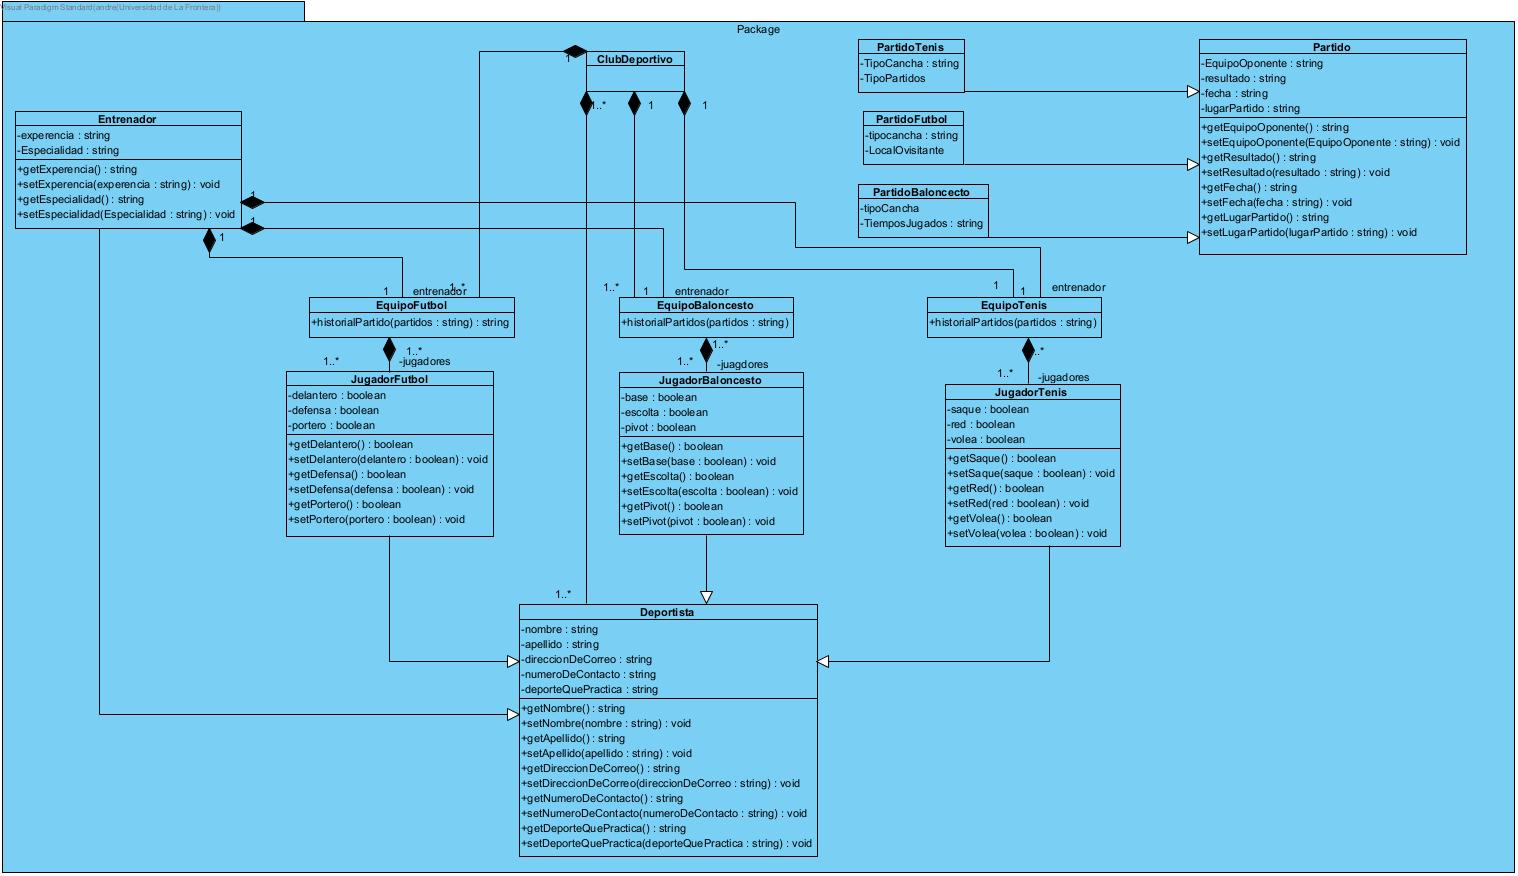 Visual Paradigm Standard(andre(Universidad de La Frontera))
Package
ClubDeportivo
1
1..*
1
1
PartidoTenis
-TipoCancha : string
-TipoPartidos
PartidoFutbol
-tipocancha : string
-LocalOvisitante
PartidoBaloncecto
-tipoCancha
-TiemposJugados : string
Partido
-EquipoOponente : string
-resultado : string
-fecha : string
-lugarPartido : string
+getEquipoOponente() : string
+setEquipoOponente(EquipoOponente : string) : void
+getResultado() : string
+setResultado(resultado : string) : void
+getFecha() : string
+setFecha(fecha : string) : void
+getLugarPartido() : string
+setLugarPartido(lugarPartido : string) : void
Entrenador
-experencia : string
-Especialidad : string
+getExperencia() : string
+setExperencia(experencia : string) : void
+getEspecialidad() : string
+setEspecialidad(Especialidad : string) : void
1
1
1
1
entrenador
1..*
EquipoFutbol
+historialPartido(partidos : string) : string
1..*
1
entrenador
EquipoBaloncesto
+historialPartidos(partidos : string)
1
1
entrenador
EquipoTenis
+historialPartidos(partidos : string)
1..*
1..*
-jugadores
JugadorFutbol
-delantero : boolean
-defensa : boolean
-portero : boolean
+getDelantero() : boolean
+setDelantero(delantero : boolean) : void
+getDefensa() : boolean
+setDefensa(defensa : boolean) : void
+getPortero() : boolean
+setPortero(portero : boolean) : void
1..*
1..*
-juagdores
JugadorBaloncesto
-base : boolean
-escolta : boolean
-pivot : boolean
+getBase() : boolean
+setBase(base : boolean) : void
+getEscolta() : boolean
+setEscolta(escolta : boolean) : void
+getPivot() : boolean
+setPivot(pivot : boolean) : void
..*
1..*
-jugadores
JugadorTenis
-saque : boolean
-red : boolean
-volea : boolean
+getSaque() : boolean
+setSaque(saque : boolean) : void
+getRed() : boolean
+setRed(red : boolean) : void
+getVolea() : boolean
+setVolea(volea : boolean) : void
1..*
Deportista
-nombre : string
-apellido : string
-direccionDeCorreo : string
-numeroDeContacto : string
-deporteQuePractica : string
+getNombre() : string
+setNombre(nombre : string) : void
+getApellido() : string
+setApellido(apellido : string) : void
+getDireccionDeCorreo() : string
+setDireccionDeCorreo(direccionDeCorreo : string) : void
+getNumeroDeContacto() : string
+setNumeroDeContacto(numeroDeContacto : string) : void
+getDeporteQuePractica() : string
+setDeporteQuePractica(deporteQuePractica : string) : void